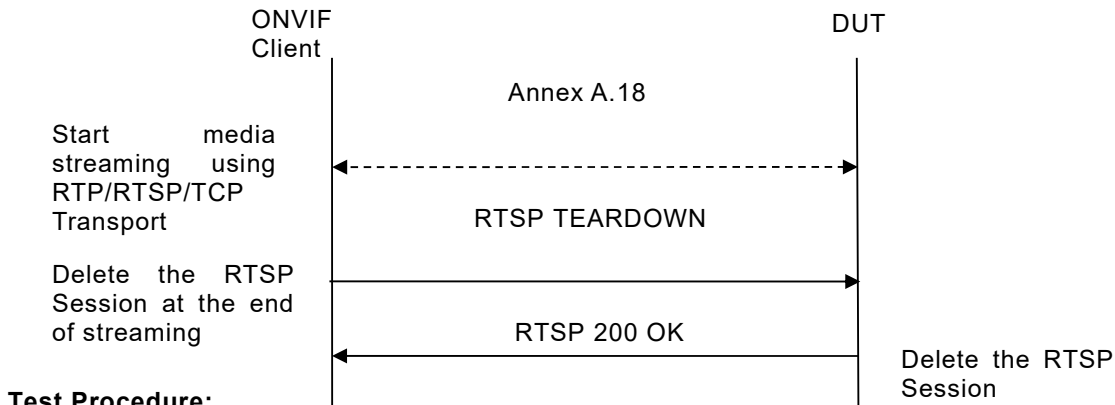 ONVIF
Client
DUT
Annex A.18
Start media
streaming using
RTP/RTSP/TCP
Transport
RTSP TEARDOWN
Delete the RTSP
Session at the end
of streaming
RTSP 200 OK
Delete the RTSP
Session
Test Procedure: